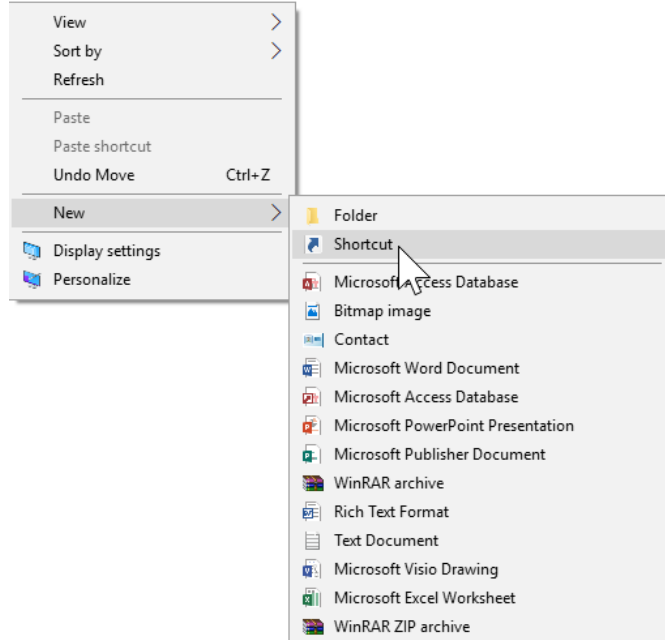 View
Sort by
Refresh
Paste
Paste shortcut
Undo Move Ctrl+Z
New
Display settings
Personalize
Folder
Shortcut
Microsoft Access Database
Bitmap image
Contact
Microsoft Word Document
Microsoft Access Database
Microsoft PowerPoint Presentation
Microsoft Publisher Document
WinRAR archive
Rich Text Format
Text Document
Microsoft Visio Drawing
Microsoft Excel Worksheet
WinRAR ZIP archive